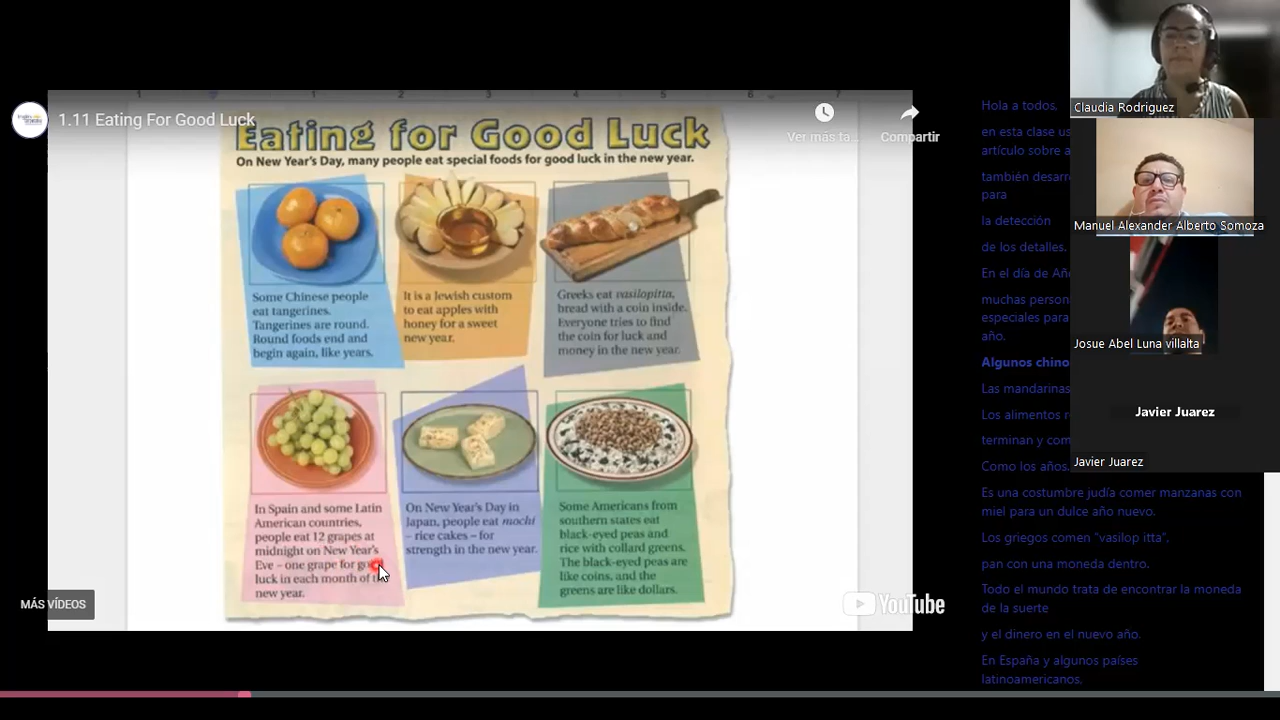 1.11 Eating For Good Luck
Ver más ta...
Compartir
Eating for Good Luck
On New Year's Day, many people eat special foods for good luck in the new year.
Some Chinese people
eat tangerines.
Tangerines are round.
Round foods end and
begin again, like years.
It is a Jewish custom
to eat apples with
honey for a sweet
new year.
Greeks eat vasilopitta,
bread with a coin inside.
Everyone tries to find
the coin for luck and
money in the new year.
In Spain and some Latin
American countries,
people eat 12 grapes at
midnight on New Year's
Eve – one grape for
luck in each month of
new year.
On New Year's Day in
Japan, people eat mochi
– rice cakes – for
strength in the new year.
Some Americans from
southern states eat
black-eyed peas and
rice with collard greens.
The black-eyed peas are
like coins, and the
greens are like dollars.
MÁS VÍDEOS
YouTube
Hola a todos,
en esta clase
artículo sobre
también
para
la detección
de los detalles.
En el día de
muchas
especiales para
año.
Algunos
Las mandarinas
Los alimentos
terminan y
Como los años.
Es una costumbre judía comer manzanas con
miel para un dulce año nuevo.
Los griegos comen "vasilop itta",
pan con una moneda dentro.
Todo el mundo trata de encontrar la moneda
de la suerte
y el dinero en el nuevo año.
En España y algunos países
latinoamericanos,
Claudia Rodriguez
Manuel Alexander Alberto Somoza
Josue Abel Luna villalta
Javier Juarez
Javier Juarez